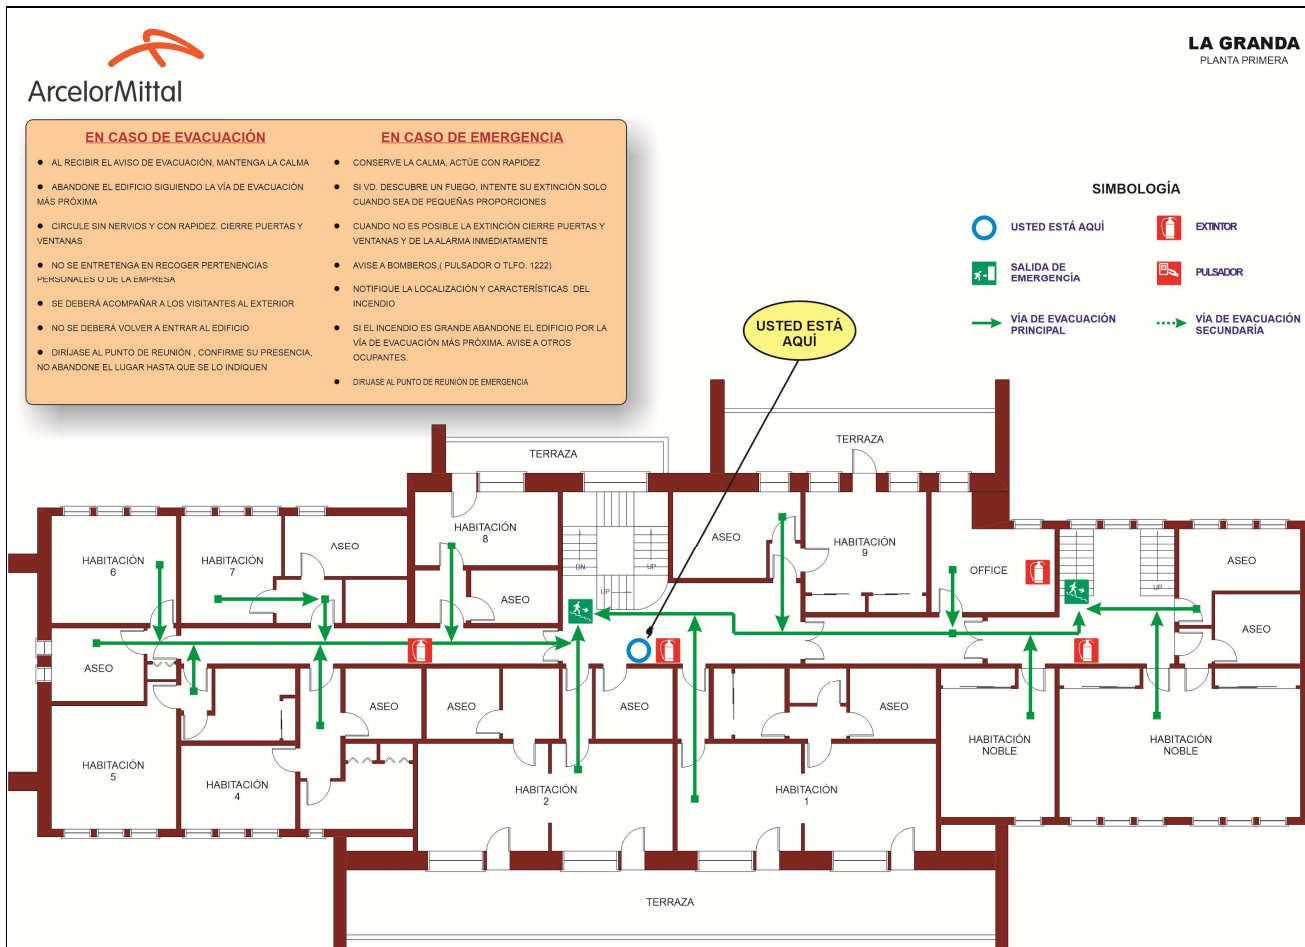 ArcelorMittal
LA GRANDA
PLANTA PRIMERA
EN CASO DE EVACUACIÓN
● AL RECIBIR EL AVISO DE EVACUACIÓN, MANTENGA LA CALMA
● ABANDONE EL EDIFICIO SIGUIENDO LA VÍA DE EVACUACIÓN
MÁS PRÓXIMA
● CIRCULE SIN NERVIOS Y CON RAPIDEZ. CIERRE PUERTAS Y
VENTANAS
● NO SE ENTRETENGA EN RECOGER PERTENENCIAS
PERSONALES O DE LA EMPRESA
● SE DEBERÁ ACOMPAÑAR A LOS VISITANTES AL EXTERIOR
● NO SE DEBERÁ VOLVER A ENTRAR AL EDIFICIO
● DIRÍJASE AL PUNTO DE REUNIÓN , CONFIRME SU PRESENCIA,
NO ABANDONE EL LUGAR HASTA QUE SE LO INDIQUEN
EN CASO DE EMERGENCIA
● CONSERVE LA CALMA, ACTÚE CON RAPIDEZ
● SI VD. DESCUBRE UN FUEGO, INTENTE SU EXTINCIÓN SOLO
CUANDO SEA DE PEQUEÑAS PROPORCIONES
● CUANDO NO ES POSIBLE LA EXTINCIÓN CIERRE PUERTAS Y
VENTANAS Y DE LA ALARMA INMEDIATAMENTE
● AVISE A BOMBEROS,( PULSADOR O TLFO. 1222)
● NOTIFIQUE LA LOCALIZACIÓN Y CARACTERÍSTICAS DEL
INCENDIO
● SI EL INCENDIO ES GRANDE ABANDONE EL EDIFICIO POR LA
VÍA DE EVACUACIÓN MÁS PRÓXIMA. AVISE A OTROS
OCUPANTES.
● DIRIJASE AL PUNTO DE REUNIÓN DE EMERGENCIA
SIMBOLOGÍA
USTED ESTÁ AQUÍ
EXTINTOR
SALIDA DE
EMERGENCÍA
PULSADOR
VÍA DE EVACUACIÓN
PRINCIPAL
VÍA DE EVACUACIÓN
SECUNDARÍA
USTED ESTÁ
AQUÍ
TERRAZA
TERRAZA
HABITACIÓN
6
HABITACIÓN
7
ASEO
HABITACIÓN
8
ASEO
DN
UP
UP
ASEO
HABITACIÓN
9
OFFICE
UP
ASEO
ASEO
ASEO
HABITACIÓN
5
HABITACIÓN
4
ASEO
ASEO
HABITACIÓN
2
ASEO
ASEO
HABITACIÓN
1
HABITACIÓN
NOBLE
HABITACIÓN
NOBLE
TERRAZA